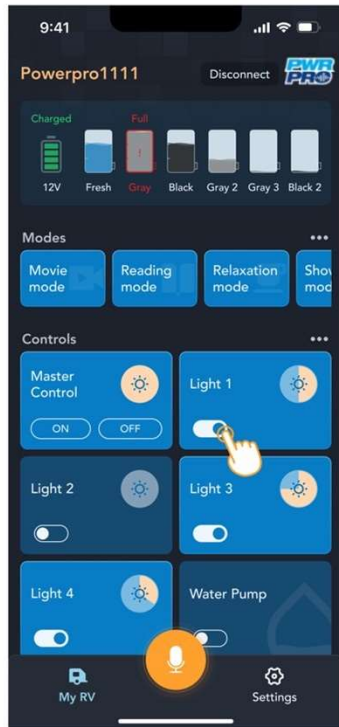 9:41
Powerpro1111
Disconnect
PWR
PRO
Charged
Full
!
12V
Fresh
Gray
Black
Gray 2
Gray 3
Black 2
Modes
Movie
mode
Reading
mode
Relaxation
mode
Sho
mod
Controls
Master
Control
ON
OFF
Light 1
Light 2
Light 3
Light 4
Water Pump
My RV
Settings